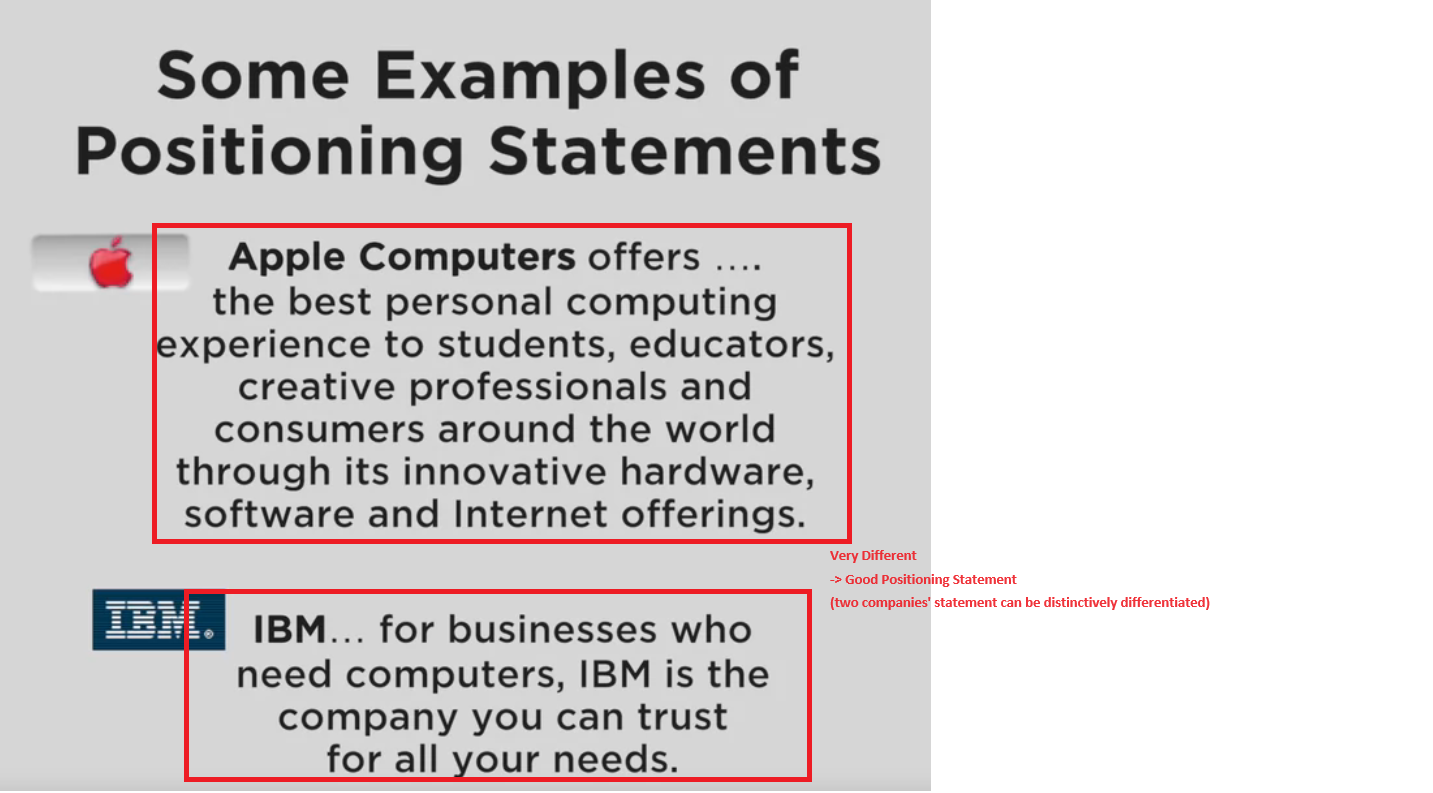 Some Examples of
Positioning Statements
Apple Computers offers ....
the best personal computing
experience to students, educators,
creative professionals and
consumers around the world
through its innovative hardware,
software and Internet offerings.
Very Different
-> Good Positioning Statement
(two companies' statement can be distinctively differentiated)
IBM®
IBM... for businesses who
need computers, IBM is the
company you can trust
for all your needs.